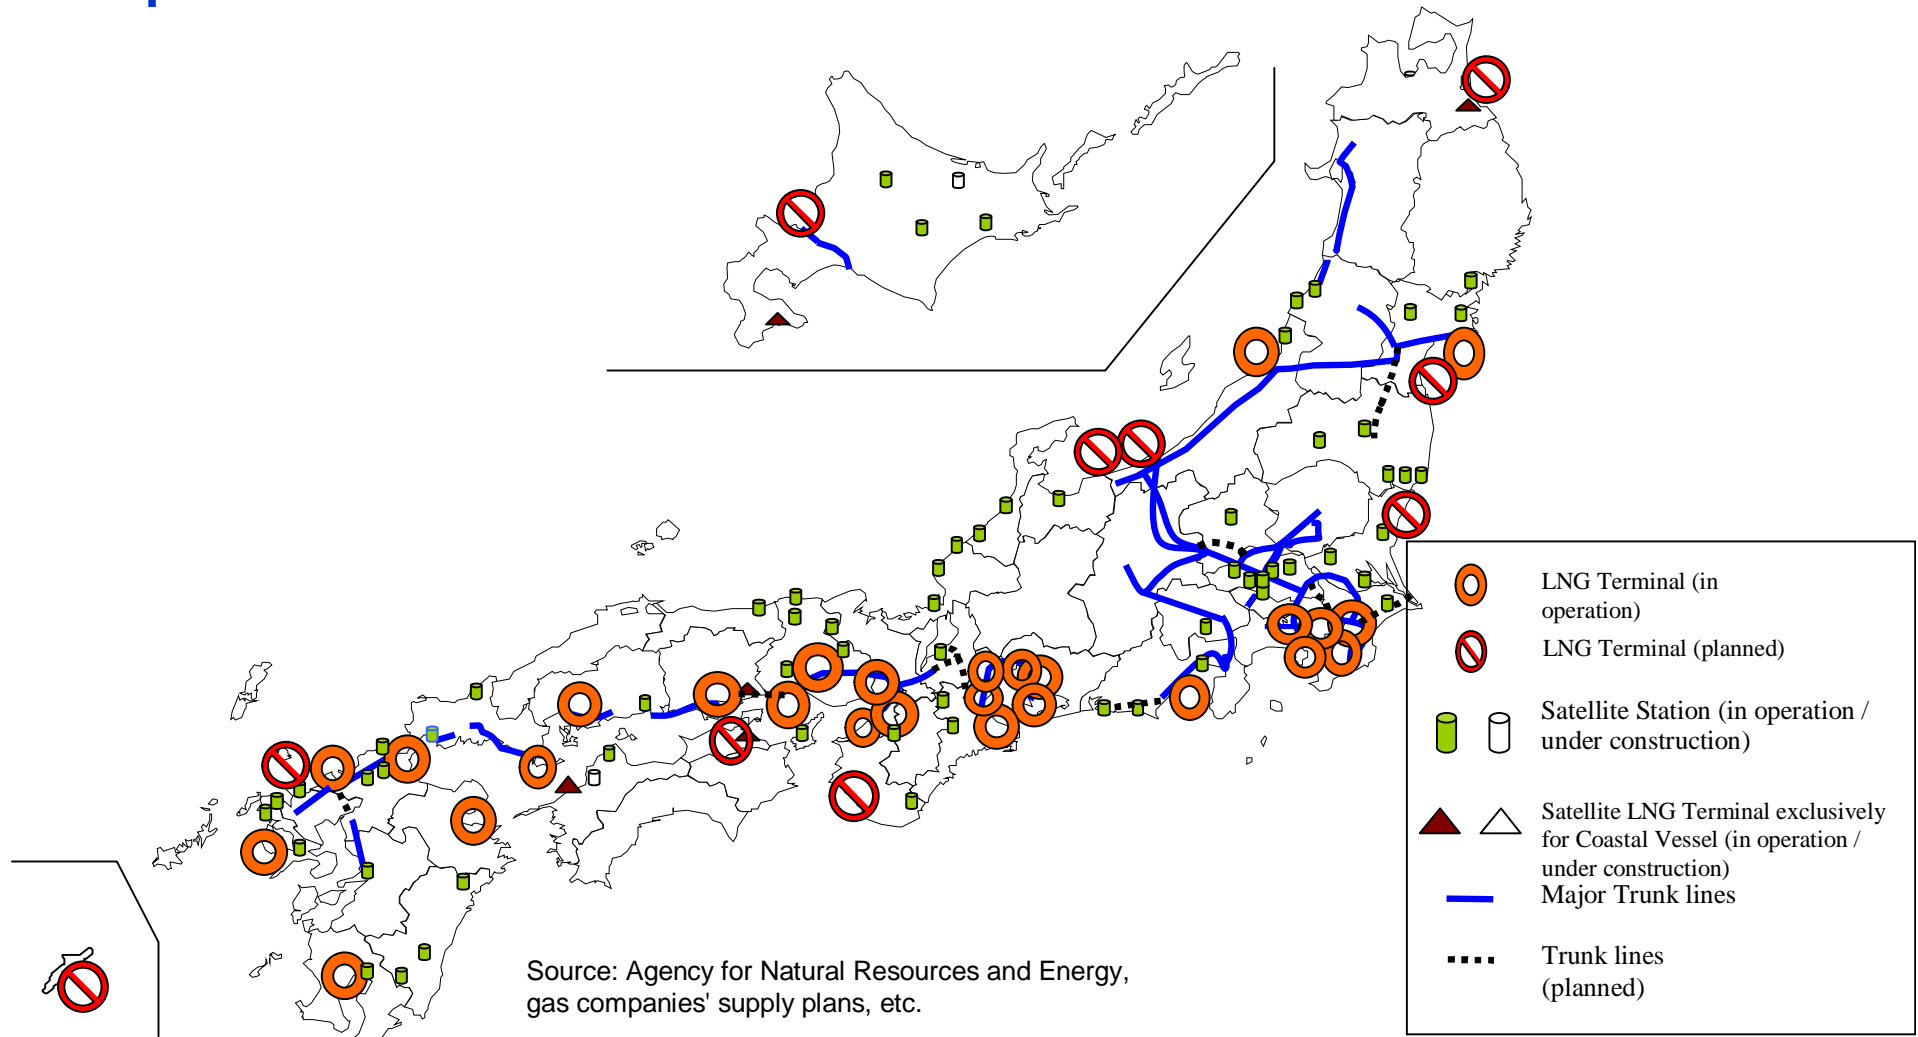 LNG Terminal (in
operation)
LNG Terminal (planned)
Satellite Station (in operation /
under construction)
Satellite LNG Terminal exclusively
for Coastal Vessel (in operation /
under construction)
Major Trunk lines
Trunk lines
(planned)
Source: Agency for Natural Resources and Energy,
gas companies' supply plans, etc.